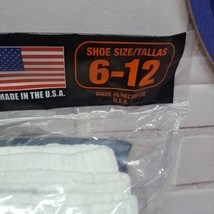 MADE IN THE U.S.A.
SHOE SIZE/TALLAS
6-12
MADE IN/HECHO EN
U.S.A.